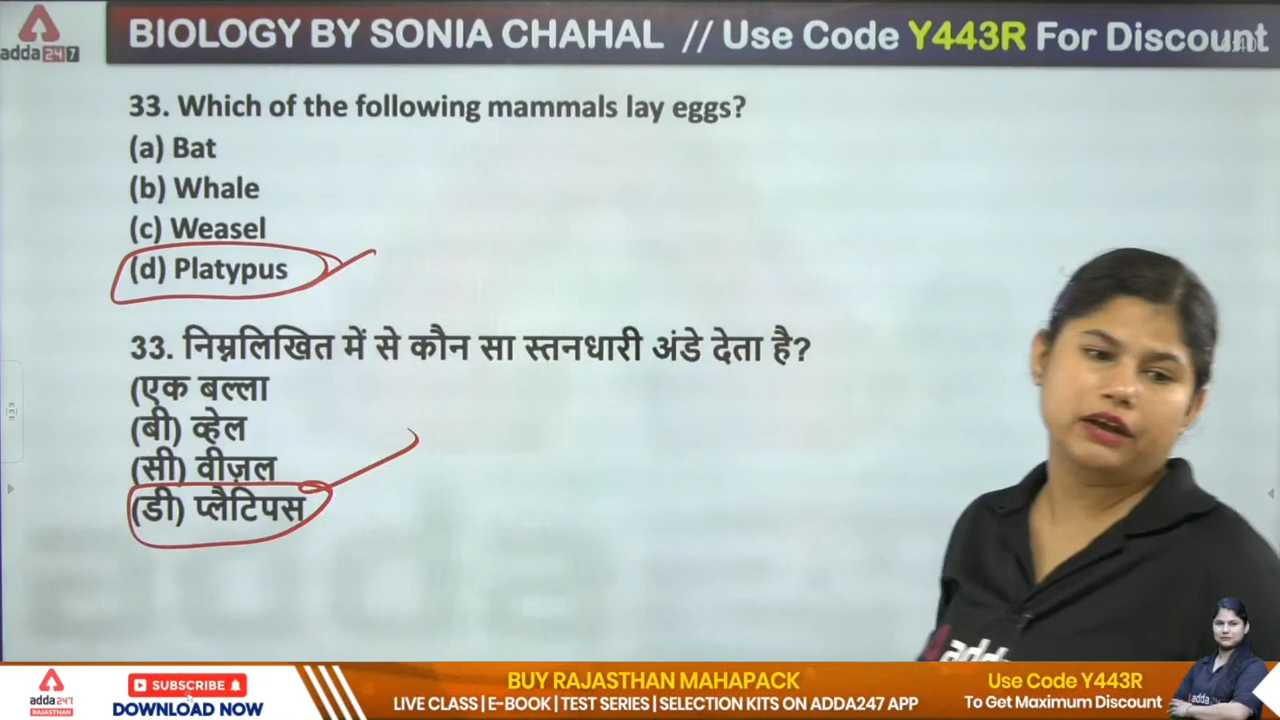 adda247
BIOLOGY BY SONIA CHAHAL // Use Code Y443R For Discount
33. Which of the following mammals lay eggs?
(a) Bat
(b) Whale
(c) Weasel
(d) Platypus
33. निम्नलिखित में से कौन सा स्तनधारी अंडे देता है?
(एक बल्ला
(बी) व्हेल
(सी) वीज़ल
(डी) प्लैटिपस
adda
adda247
RAJASTHAN
SUBSCRIBE
DOWNLOAD NOW
BUY RAJASTHAN MAHAPACK
LIVE CLASS | E-BOOK | TEST SERIES | SELECTION KITS ON ADDA247 APP
Use Code Y443R
To Get Maximum Discount